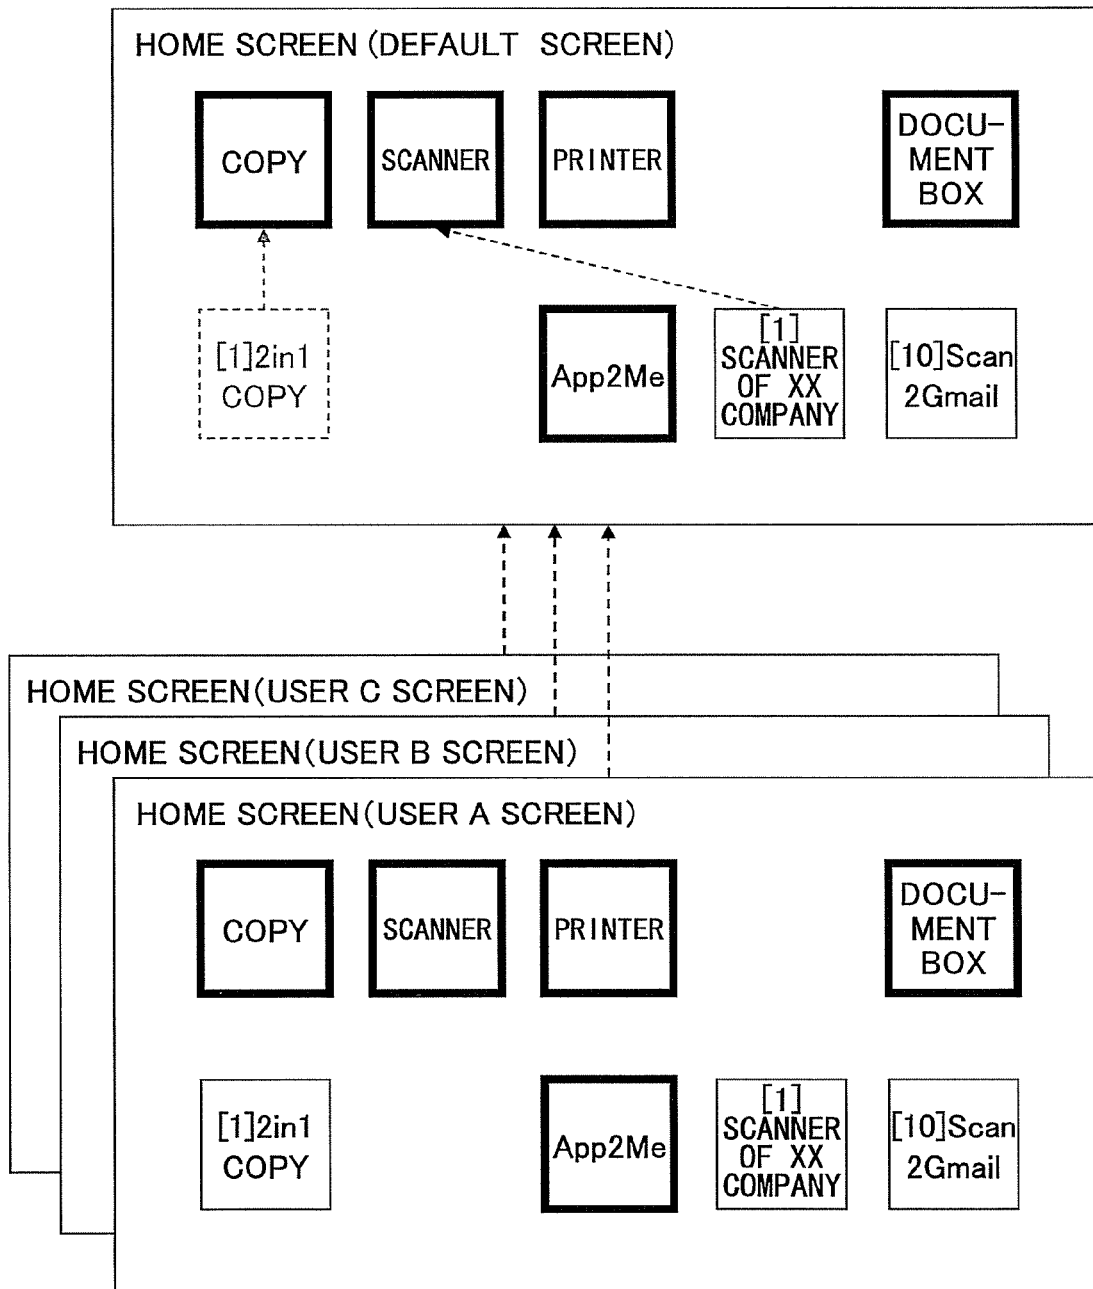 HOME SCREEN (DEFAULT SCREEN)
COPY
SCANNER
PRINTER
DOCU-
MENT
BOX
[1]2in1
COPY
App2Me
[1]
SCANNER
OF XX
COMPANY
[10]Scan
2Gmail
HOME SCREEN(USER C SCREEN)
HOME SCREEN(USER B SCREEN)
HOME SCREEN(USER A SCREEN)
COPY
SCANNER
PRINTER
DOCU-
MENT
BOX
[1]2in1
COPY
App2Me
[1]
SCANNER
OF XX
COMPANY
[10]Scan
2Gmail